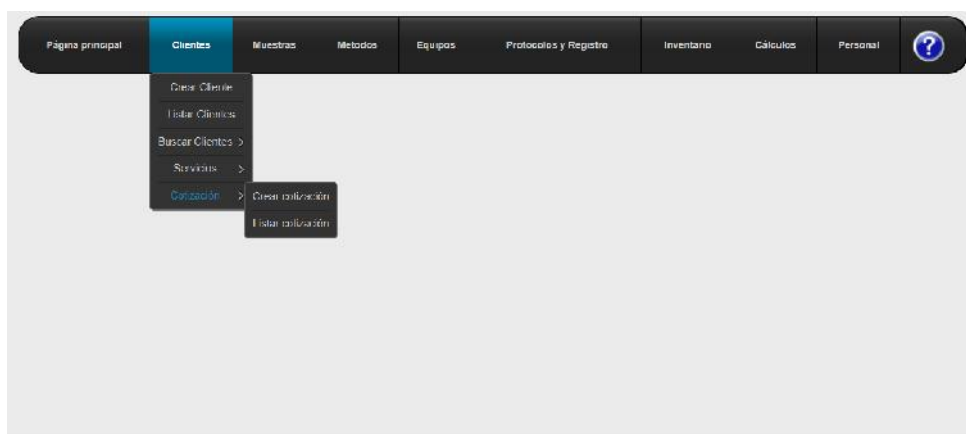 Página principal Clientes Muestras Metodos Equipos Protocolos y Registro Inventario Cálculos Personal ?
Crear Cliente
Listar Clientes
Buscar Clientes >
Servicios >
Cotización > Crear cotización
Listar cotización